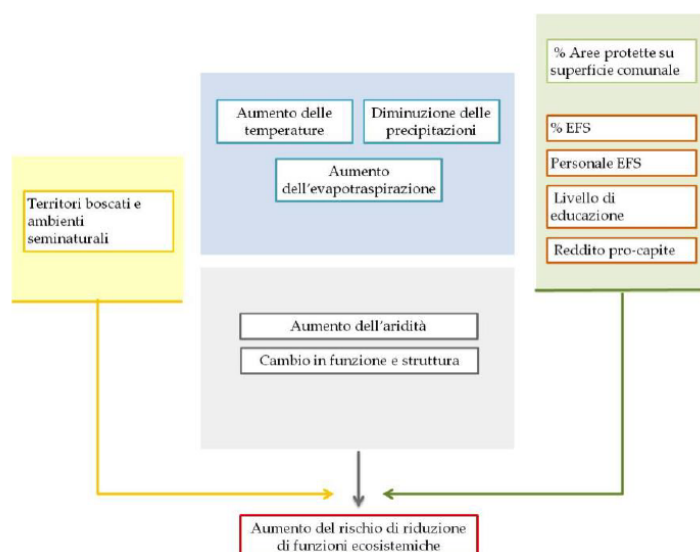 % Aree protette su
superficie comunale
Aumento delle
temperature
Diminuzione delle
precipitazioni
% EFS
Personale EFS
Aumento
dell'evapotraspirazione
Territori boscati e
ambienti
seminaturali
Livello di
educazione
Reddito pro-capite
Aumento dell'aridità
Cambio in funzione e struttura
Aumento del rischio di riduzione
di funzioni ecosistemiche